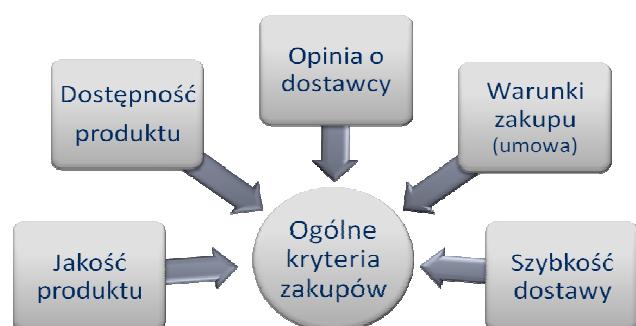 Opinia o
dostawcy
Dostępność
produktu
Warunki
zakupu
(umowa)
Jakość
produktu
Ogólne
kryteria
zakupów
Szybkość
dostawy